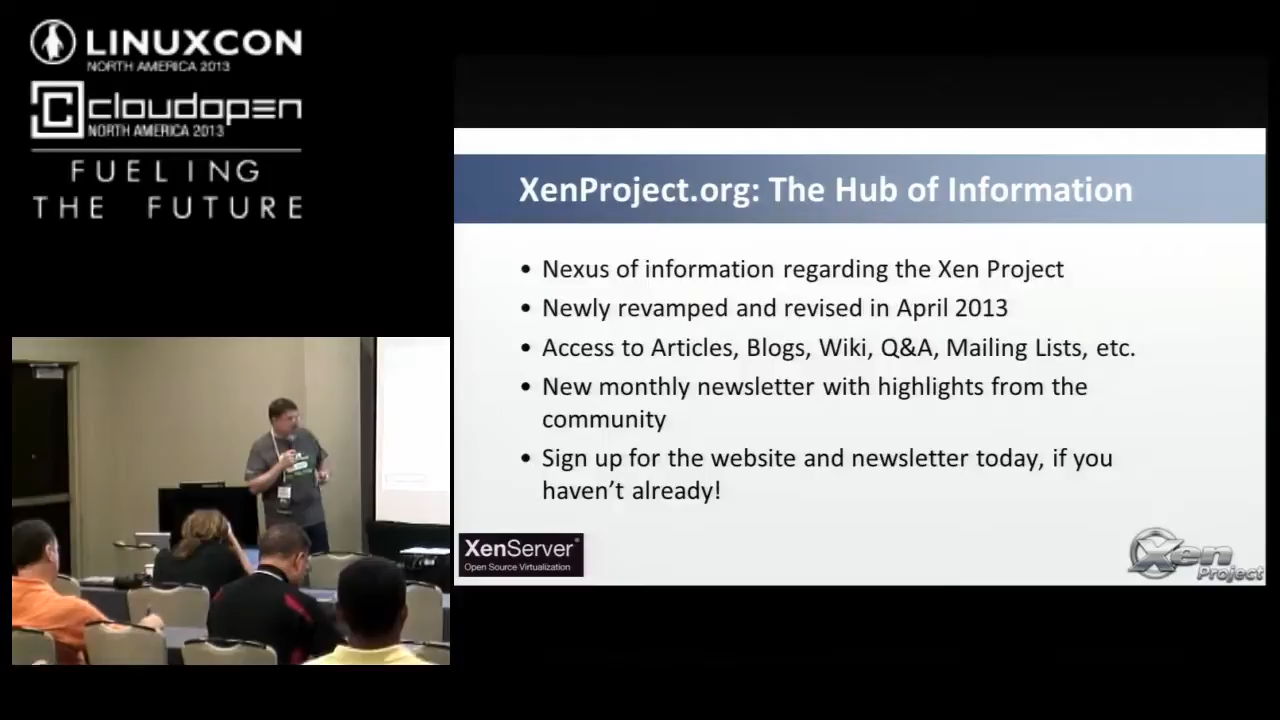 LINUXCON
NORTH AMERICA 2013
cloudopen
NORTH AMERICA 2013
FUELING
THE FUTURE
XenProject.org: The Hub of Information
• Nexus of information regarding the Xen Project
• Newly revamped and revised in April 2013
• Access to Articles, Blogs, Wiki, Q&A, Mailing Lists, etc.
• New monthly newsletter with highlights from the
community
• Sign up for the website and newsletter today, if you
haven’t already!
XenServer®
Open Source Virtualization
Xen
Project